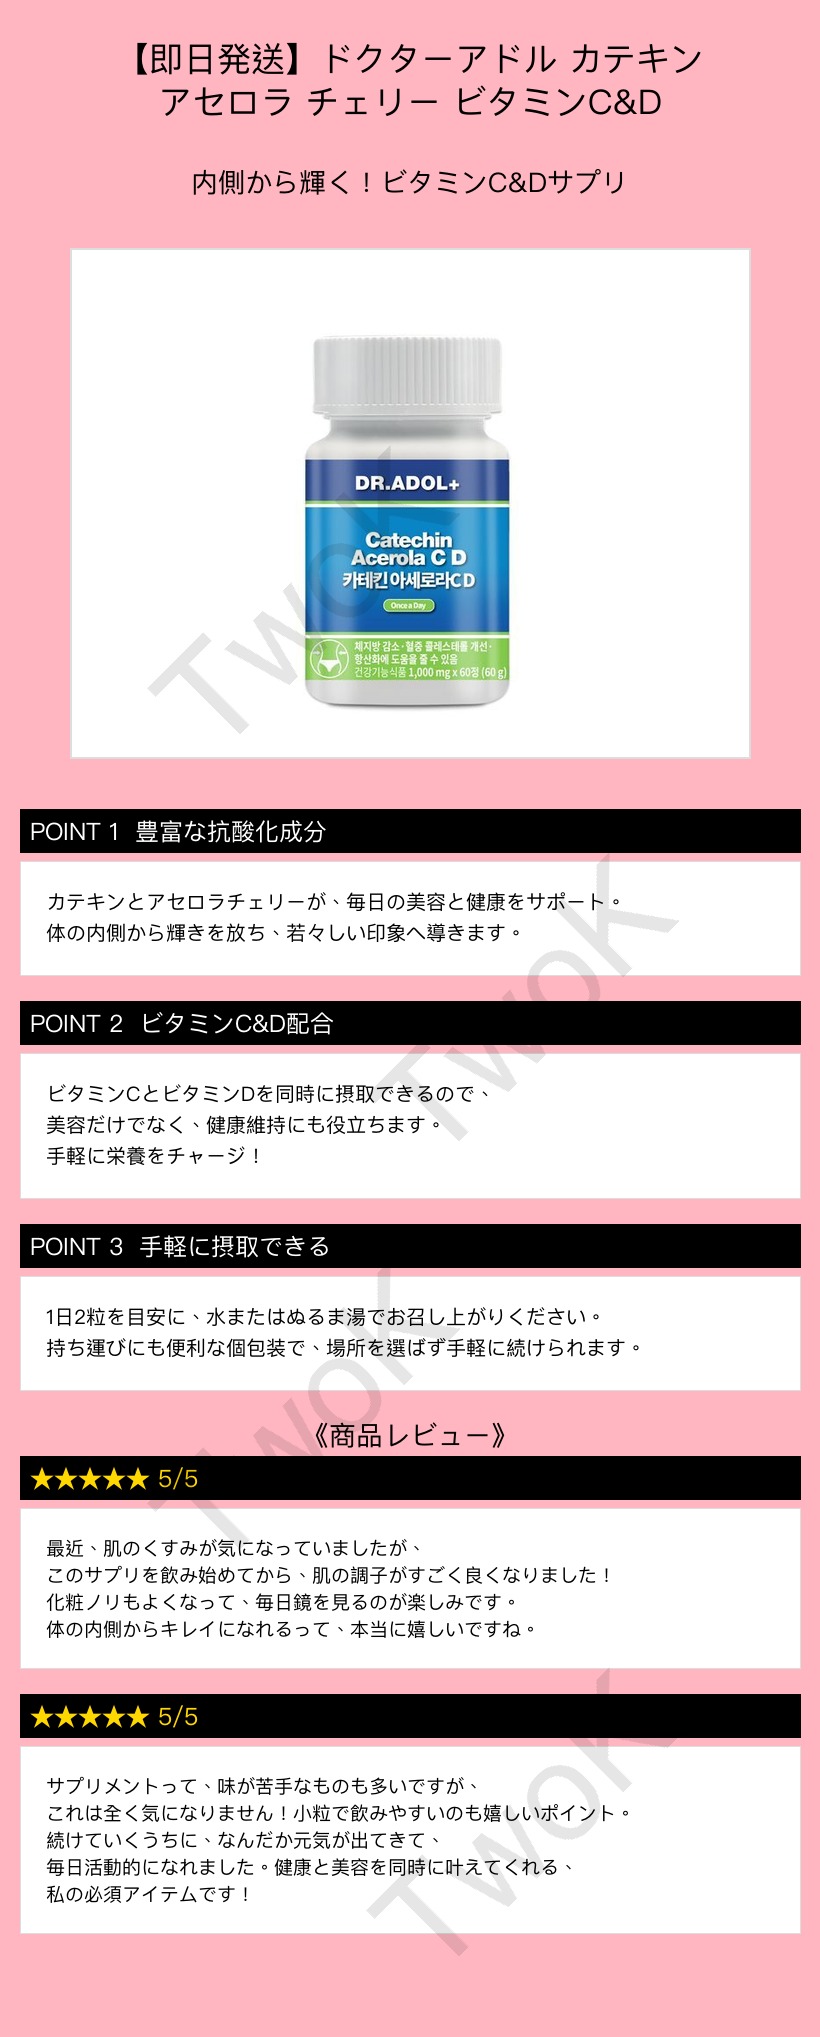 【即日発送】ドクターアドル カテキン
アセロラ チェリー ビタミンC&D
内側から輝く！ビタミンC&Dサプリ
DR.ADOL+
Catechin
Acerola C D
카테킨 아세로라C D
Once a Day
체지방 감소·혈중 콜레스테롤 개선·
항산화에 도움을 줄 수 있음
건강기능식품 1,000 mg x 60정 (60 g)
TwoK
POINT 1 豊富な抗酸化成分
カテキンとアセロラチェリーが、毎日の美容と健康をサポート。
体の内側から輝きを放ち、若々しい印象へ導きます。
TwoK
POINT 2 ビタミンC&D配合
ビタミンCとビタミンDを同時に摂取できるので、
美容だけでなく、健康維持にも役立ちます。
手軽に栄養をチャージ！
POINT 3 手軽に摂取できる
1日2粒を目安に、水またはぬるま湯でお召し上がりください。
持ち運びにも便利な個包装で、場所を選ばず手軽に続けられます。
TwoK
《商品レビュー》
★★★★★ 5/5
最近、肌のくすみが気になっていましたが、
このサプリを飲み始めてから、肌の調子がすごく良くなりました！
化粧ノリもよくなって、毎日鏡を見るのが楽しみです。
体の内側からキレイになれるって、本当に嬉しいですね。
★★★★★ 5/5
サプリメントって、味が苦手なものも多いですが、
これは全く気になりません！小粒で飲みやすいのも嬉しいポイント。
続けていくうちに、なんだか元気が出てきて、
毎日活動的になれました。健康と美容を同時に叶えてくれる、
私の必須アイテムです！
TwoK